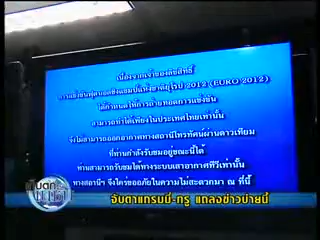 เนื่องจากเจ้าของลิขสิทธิ์
การแข่งขันฟุตบอลชิงแชมป์แห่งชาติยุโรป 2012 (EURO 2012)
ได้กำหนดให้การถ่ายทอดการแข่งขัน
สามารถทำได้เพียงในประเทศไทยเท่านั้น
จึงไม่สามารถออกอากาศทางสถานีโทรทัศน์ผ่านดาวเทียม
ที่ท่านกำลังรับชมอยู่ขณะนี้ได้
ท่านสามารถรับชมได้ทางระบบเสาอากาศทีวีเท่านั้น
ทางสถานีฯ จึงใคร่ขออภัยในความไม่สะดวกมา ณ ที่นี้
จับตาแกรมมี่-ทรู แถลงข่าวบ่ายนี้